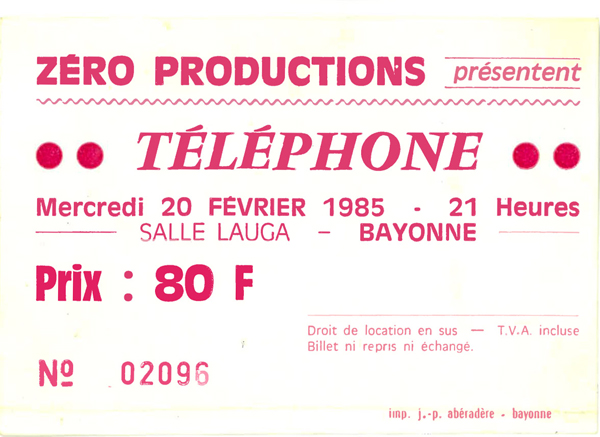 ZÉRO PRODUCTIONS présentent
TÉLÉPHONE
Mercredi 20 FÉVRIER 1985 - 21 Heures
SALLE LAUGA - BAYONNE
Prix : 80 F
Droit de location en sus — T.V.A. incluse
Billet ni repris ni échangé.
Nº 02096
imp. j.-p. abéradère - bayonne